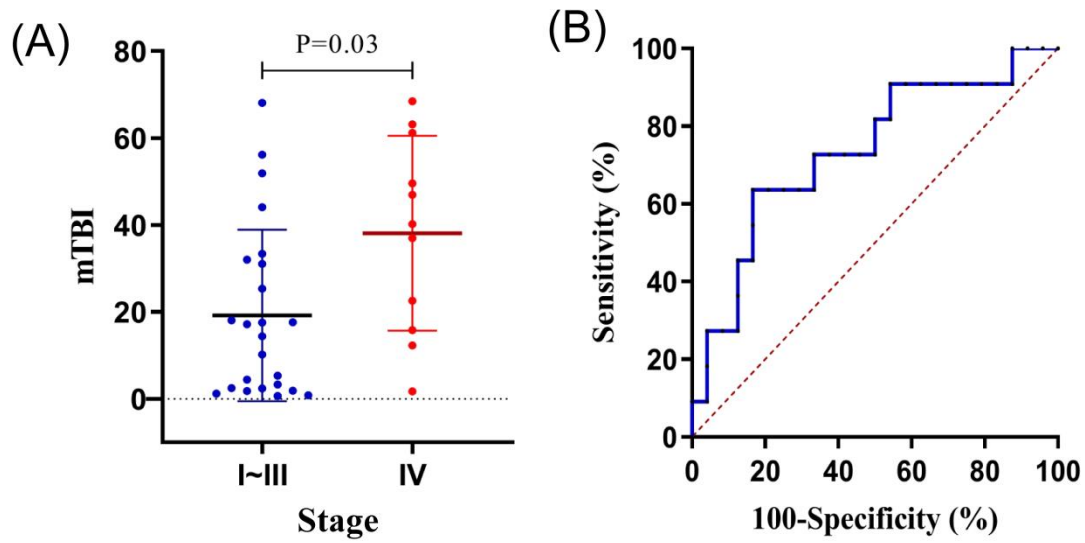 (A)
P=0.03
80
60
40
20
0
mTBI
I~III
IV
Stage
(B)
100
80
60
40
20
0
Sensitivity (%)
0 20 40 60 80 100
100-Specificity (%)